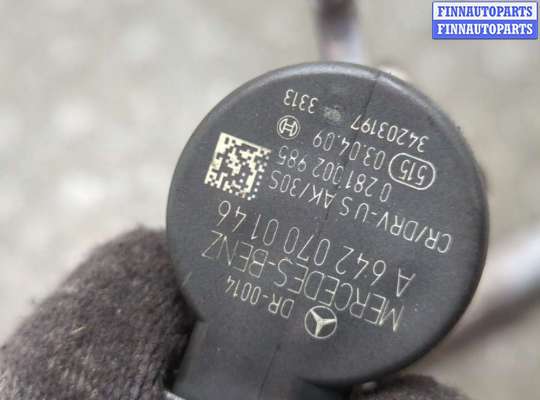 FINNAUTOPARTS
FINNAUTOPARTS
DR-0014
MERCEDES-BENZ
A 642 070 01 46
CR/DRV-U S AK/30S
0 281 002 985
515 03.04.09
34203197 3313